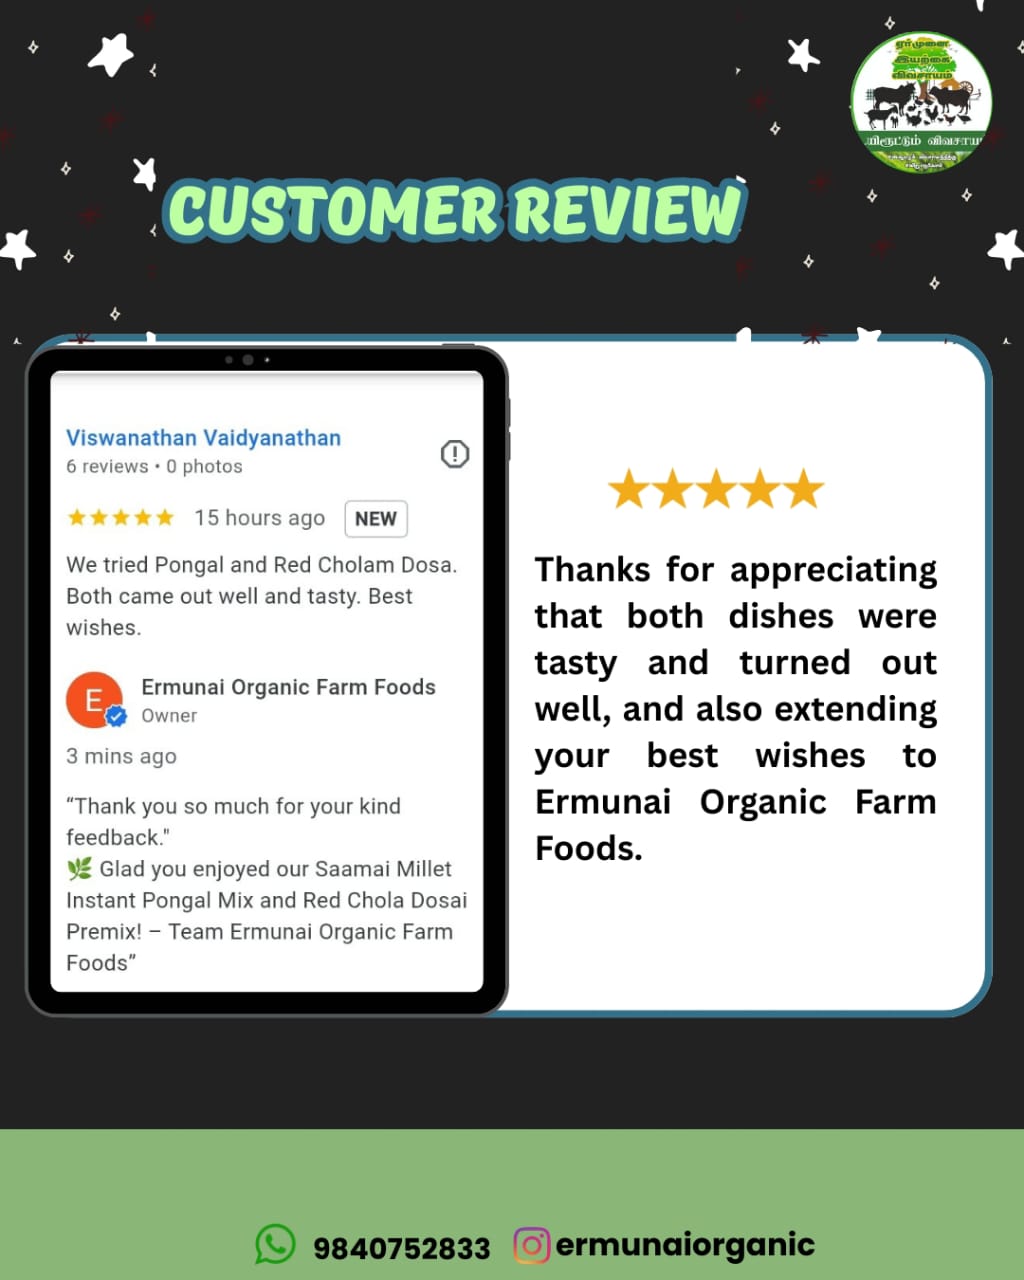 ஏர்முனை
இயற்கை
விவசாயம்
விவசாய
CUSTOMER REVIEW
Viswanathan Vaidyanathan
6 reviews • 0 photos
★★★★★ 15 hours ago NEW
We tried Pongal and Red Cholam Dosa.
Both came out well and tasty. Best
wishes.
E
Ermunai Organic Farm Foods
Owner
3 mins ago
“Thank you so much for your kind
feedback."
🌿 Glad you enjoyed our Saamai Millet
Instant Pongal Mix and Red Chola Dosai
Premix! – Team Ermunai Organic Farm
Foods”
★★★★★
Thanks for appreciating
that both dishes were
tasty and turned out
well, and also extending
your best wishes to
Ermunai Organic Farm
Foods.
9840752833 ermunaiorganic